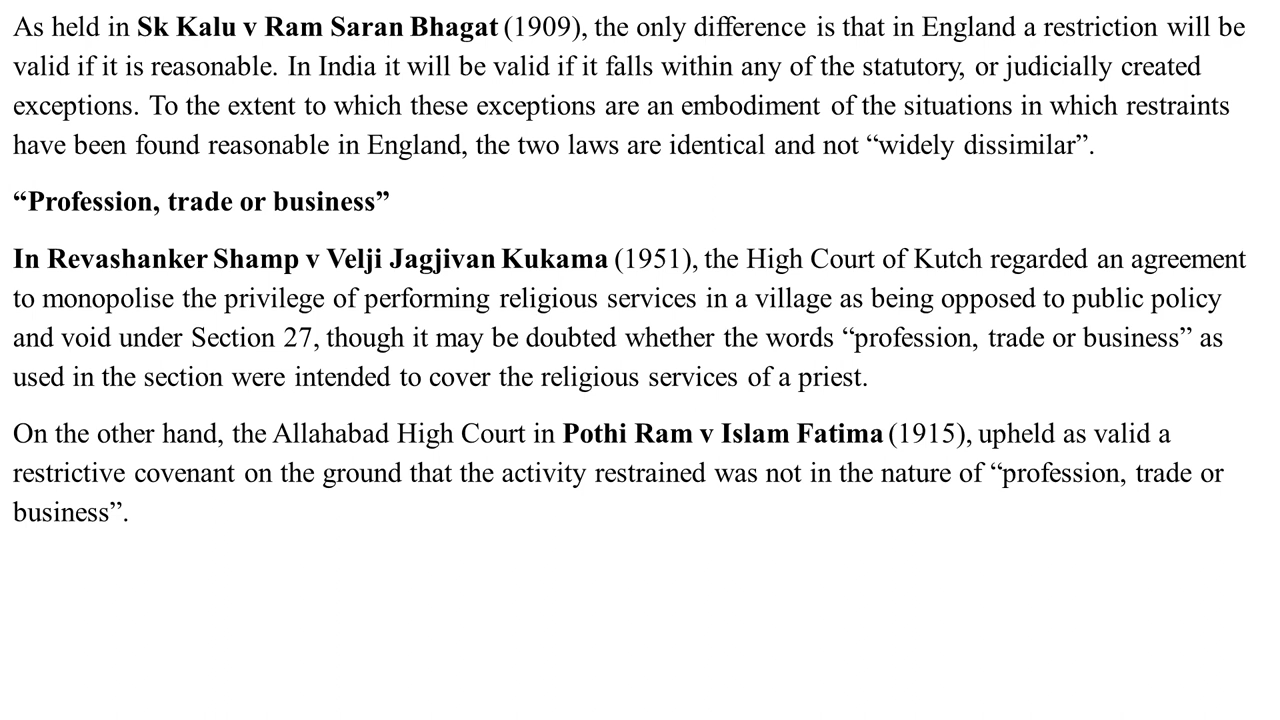 As held in Sk Kalu v Ram Saran Bhagat (1909), the only difference is that in England a restriction will be
valid if it is reasonable. In India it will be valid if it falls within any of the statutory, or judicially created
exceptions. To the extent to which these exceptions are an embodiment of the situations in which restraints
have been found reasonable in England, the two laws are identical and not “widely dissimilar”.
“Profession, trade or business”
In Revashanker Shamp v Velji Jagjivan Kukama (1951), the High Court of Kutch regarded an agreement
to monopolise the privilege of performing religious services in a village as being opposed to public policy
and void under Section 27, though it may be doubted whether the words “profession, trade or business” as
used in the section were intended to cover the religious services of a priest.
On the other hand, the Allahabad High Court in Pothi Ram v Islam Fatima (1915), upheld as valid a
restrictive covenant on the ground that the activity restrained was not in the nature of “profession, trade or
business”.